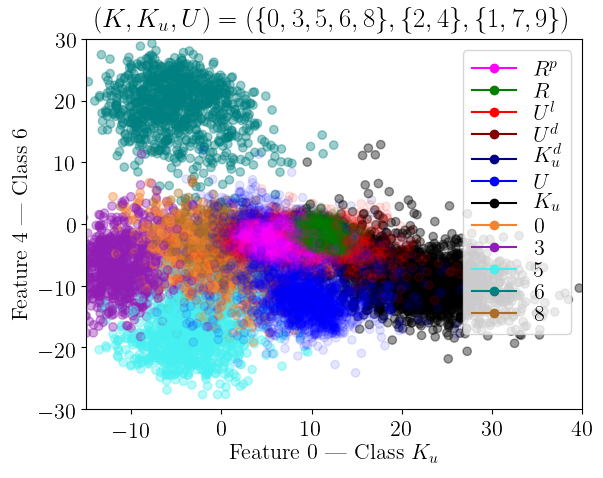 (K, K_u, U) = ({0, 3, 5, 6, 8}, {2, 4}, {1, 7, 9})
30
20
10
0
−10
−20
−30
Feature 4 — Class 6
R^p
R
U^l
U^d
K_u^d
U
K_u
0
3
5
6
8
−10
0
10
20
30
40
Feature 0 — Class K_u